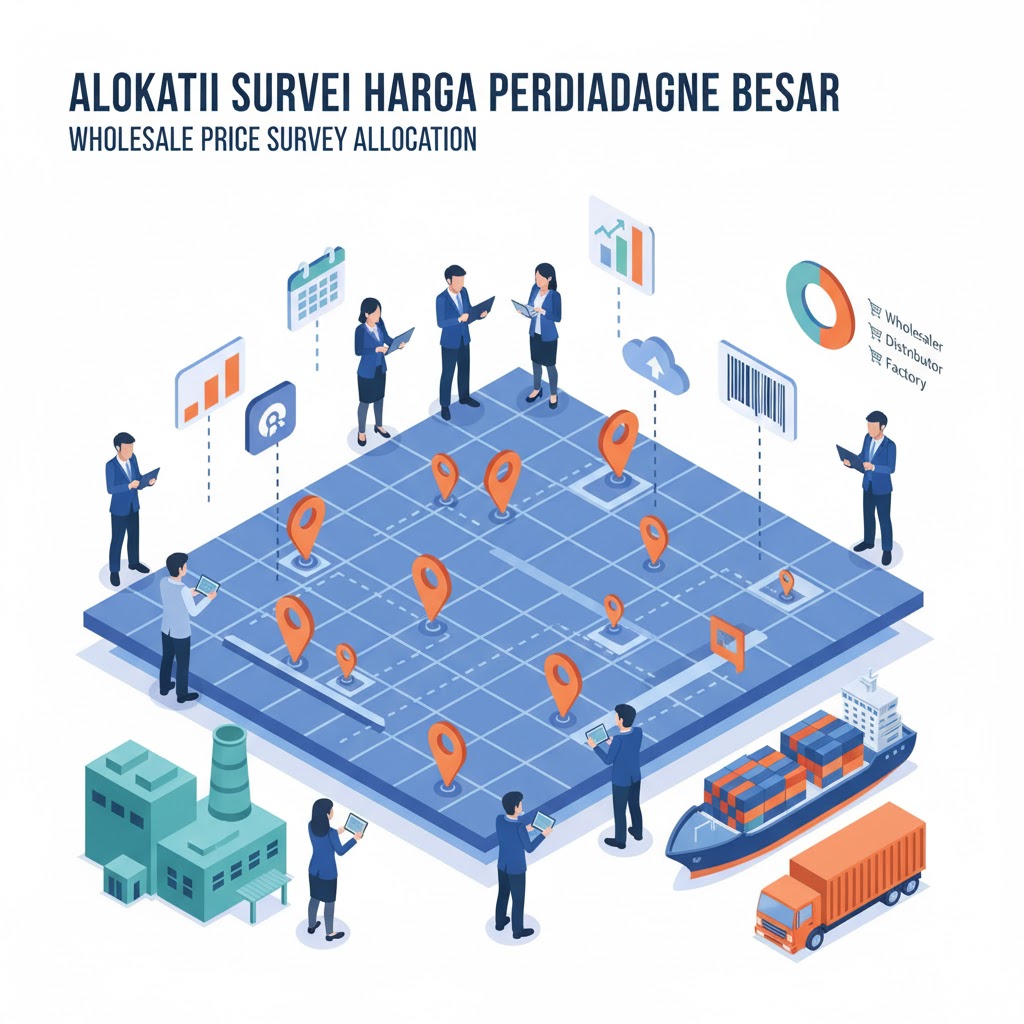 ALOKATII SURVEI HARGA PERDIADAGNE BESAR
WHOLESALE PRICE SURVEY ALLOCATION
Wholesaler
Distributor
Factory